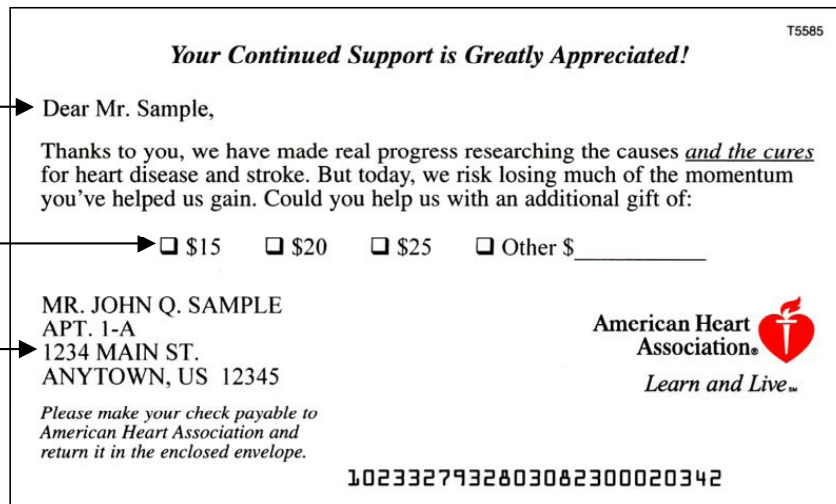 T5585
Your Continued Support is Greatly Appreciated!
Dear Mr. Sample,
Thanks to you, we have made real progress researching the causes and the cures
for heart disease and stroke. But today, we risk losing much of the momentum
you've helped us gain. Could you help us with an additional gift of:
❑ $15 ❑ $20 ❑ $25 ❑ Other $____________
MR. JOHN Q. SAMPLE
APT. 1-A
1234 MAIN ST.
ANYTOWN, US 12345
Please make your check payable to
American Heart Association and
return it in the enclosed envelope.
American Heart
Association®
Learn and Live℠
1023327932803082300020342